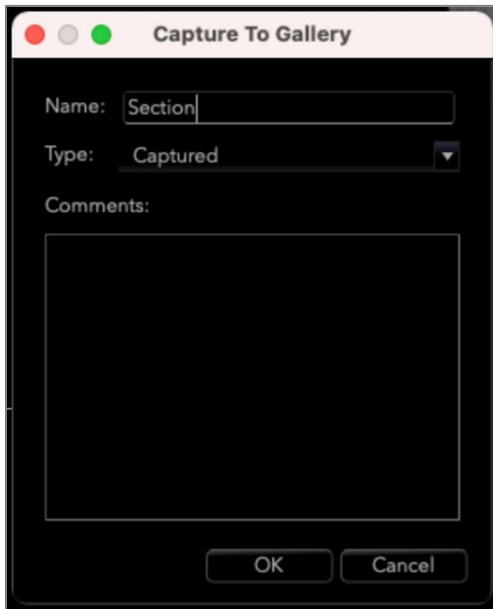 Capture To Gallery
Name: Section
Type: Captured
Comments:
OK Cancel